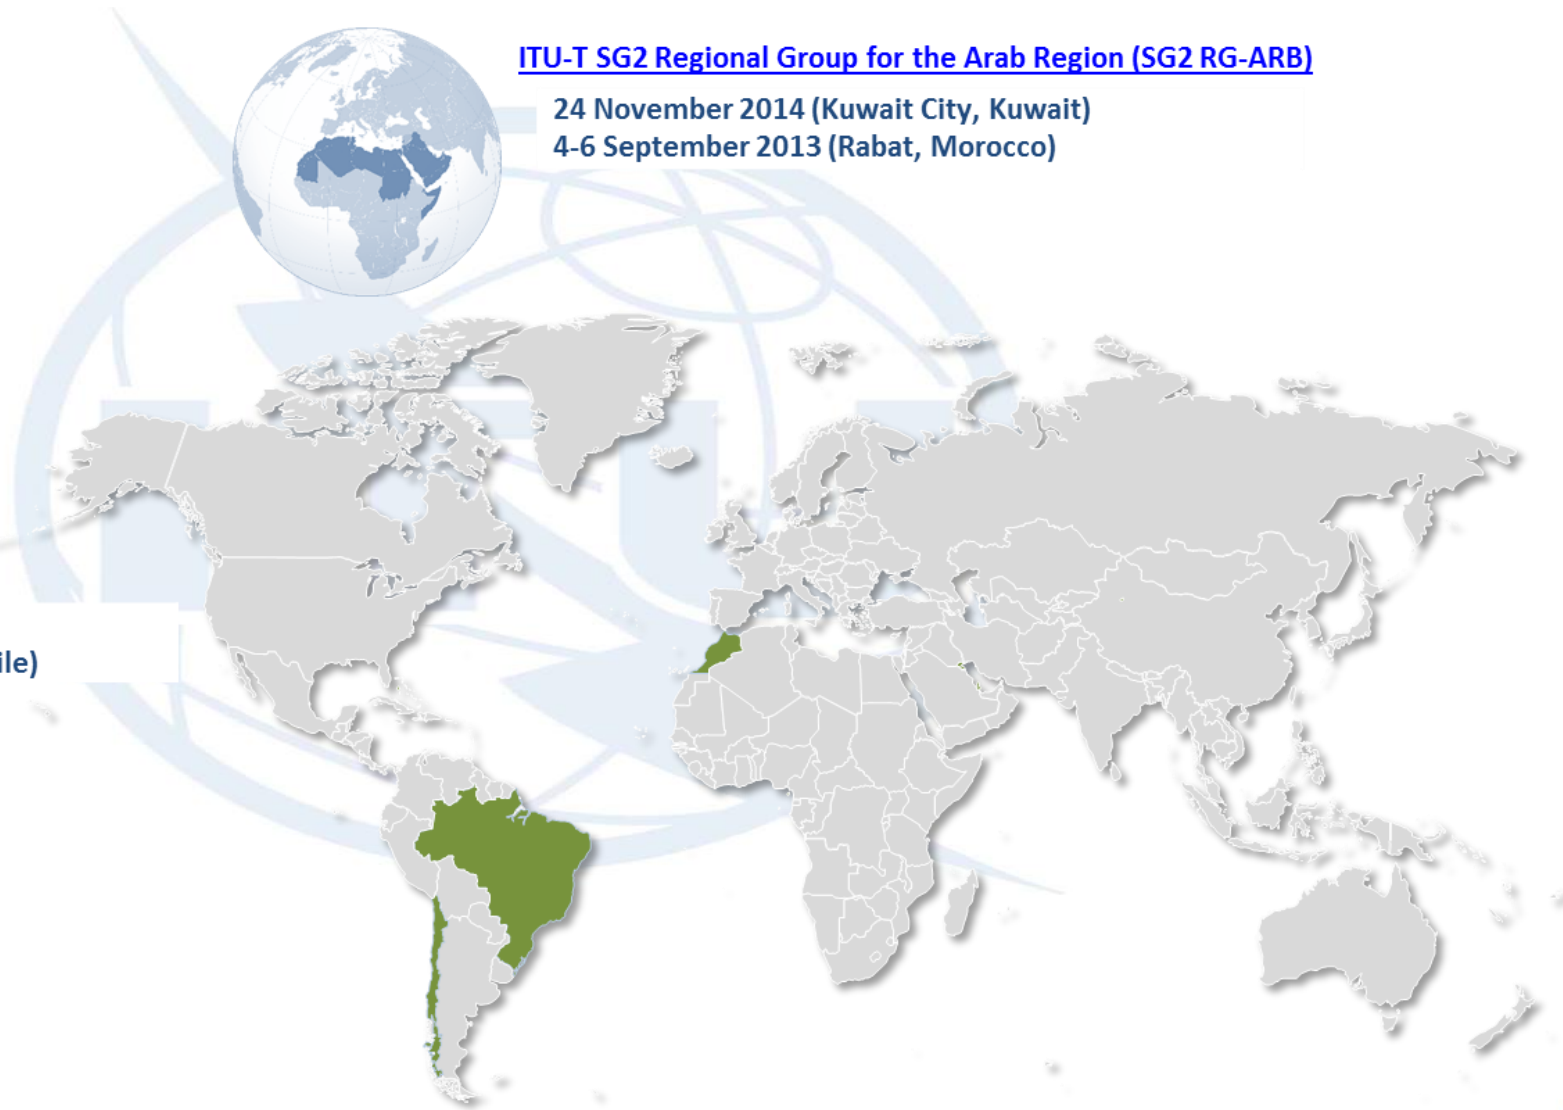 ITU-T SG2 Regional Group for the Arab Region (SG2 RG-ARB)
24 November 2014 (Kuwait City, Kuwait)
4-6 September 2013 (Rabat, Morocco)
ile)